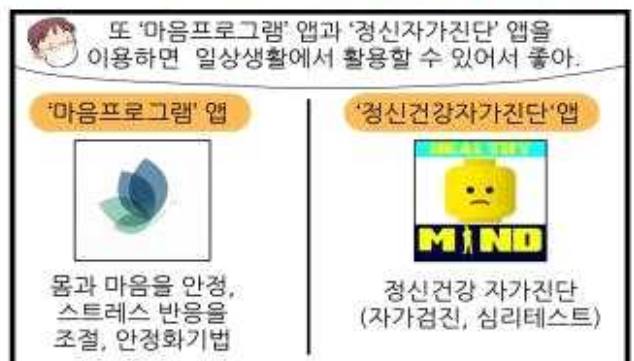 또 ‘마음프로그램’ 앱과 ‘정신자가진단’ 앱을
이용하면 일상생활에서 활용할 수 있어서 좋아.
‘마음프로그램’ 앱
몸과 마음을 안정,
스트레스 반응을
조절, 안정화기법
‘정신건강자가진단‘앱
HEALTHY
MIND
정신건강 자가진단
(자가검진, 심리테스트)